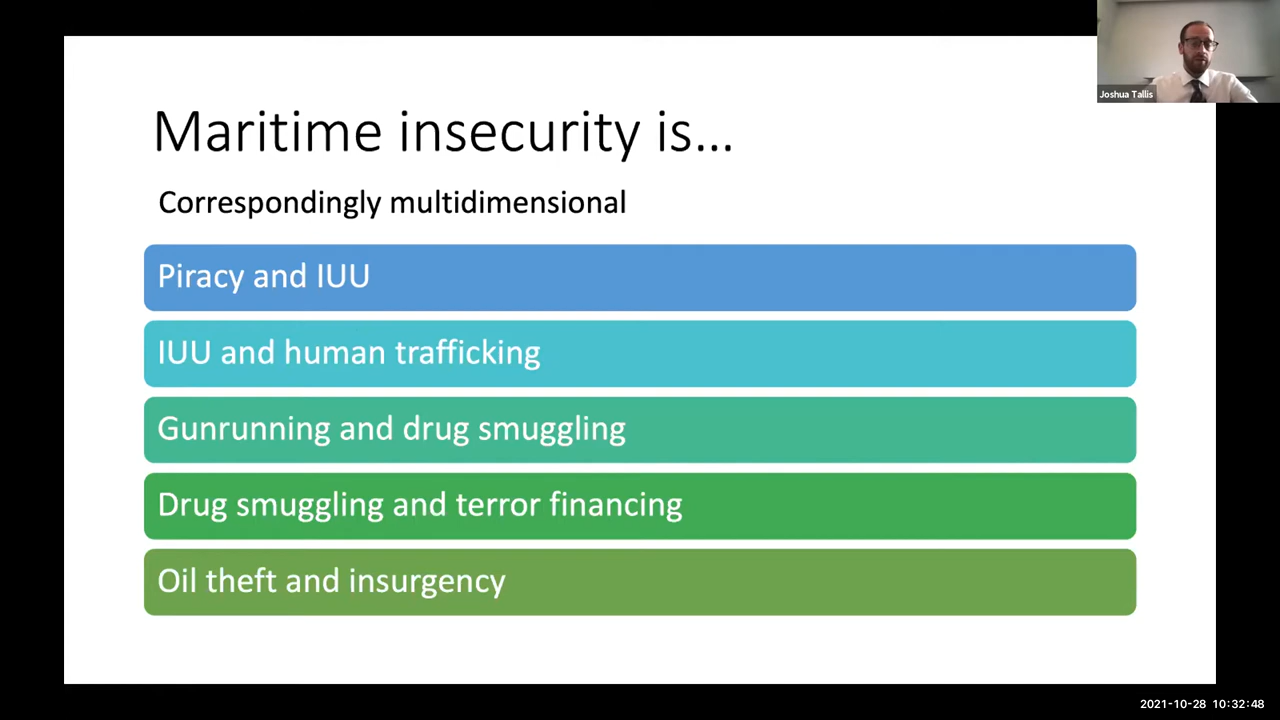 Joshua Tallis
Maritime insecurity is...
Correspondingly multidimensional
Piracy and IUU
IUU and human trafficking
Gunrunning and drug smuggling
Drug smuggling and terror financing
Oil theft and insurgency
2021-10-28 10:32:48